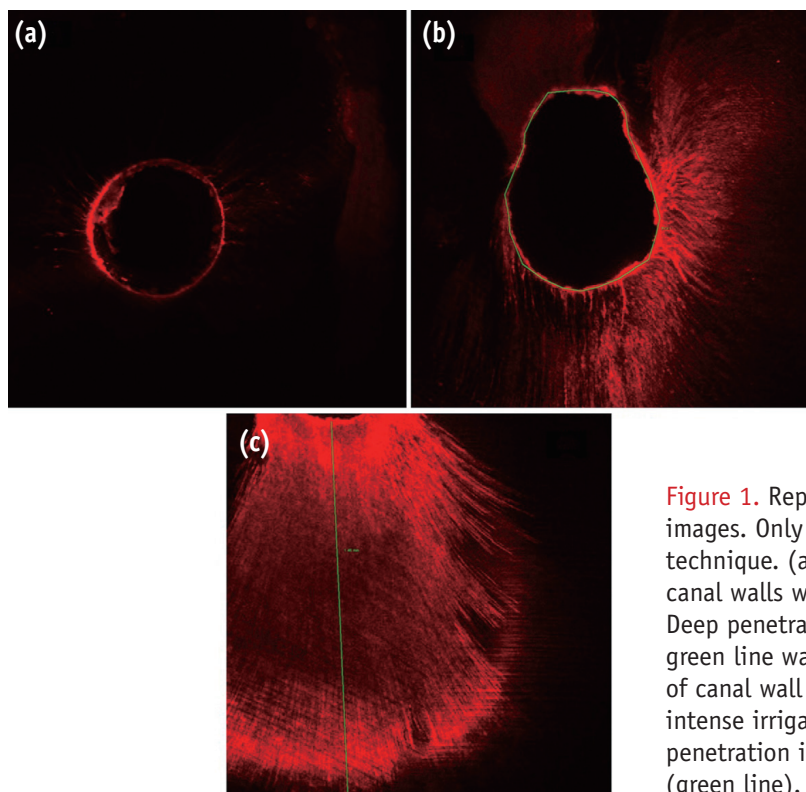 (a)
(b)
(c)
Figure 1. Rep
images. Only
technique. (a
canal walls w
Deep penetra
green line wa
of canal wall
intense irriga
penetration i
(green line).